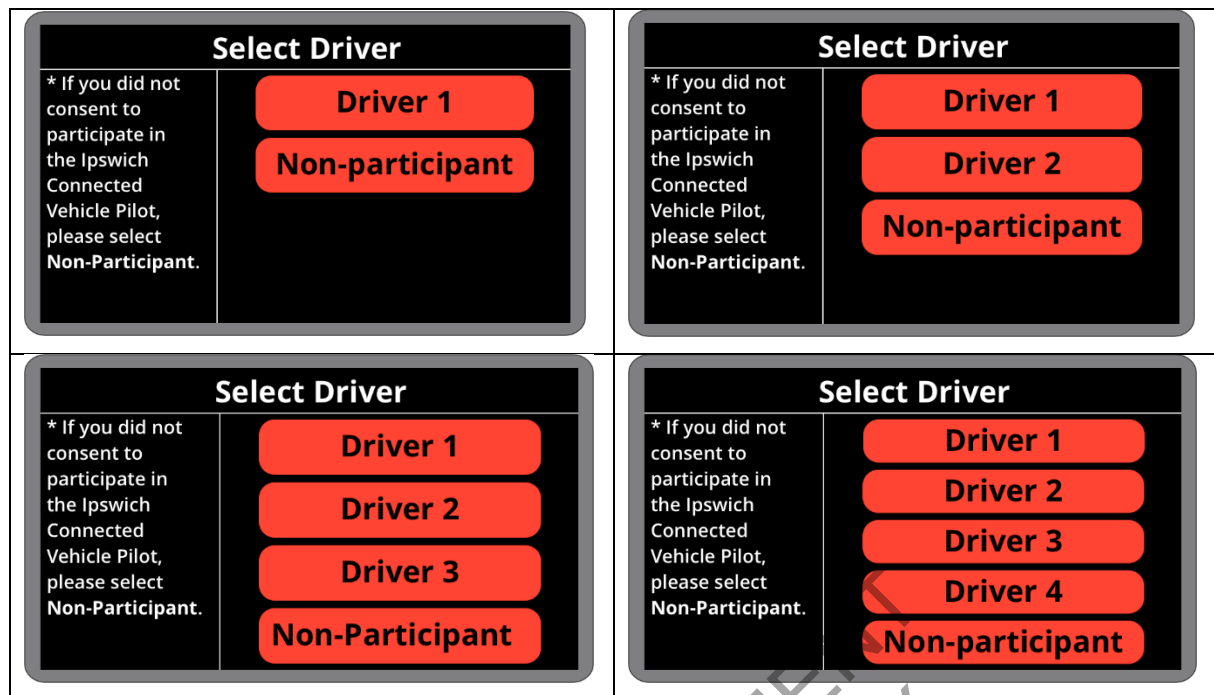 Select Driver
* If you did not
consent to
participate in
the Ipswich
Connected
Vehicle Pilot,
please select
Non-Participant.
Driver 1
Non-participant
Select Driver
* If you did not
consent to
participate in
the Ipswich
Connected
Vehicle Pilot,
please select
Non-Participant.
Driver 1
Driver 2
Non-participant
Select Driver
* If you did not
consent to
participate in
the Ipswich
Connected
Vehicle Pilot,
please select
Non-Participant.
Driver 1
Driver 2
Driver 3
Non-Participant
Select Driver
* If you did not
consent to
participate in
the Ipswich
Connected
Vehicle Pilot,
please select
Non-Participant.
Driver 1
Driver 2
Driver 3
Driver 4
Non-participant